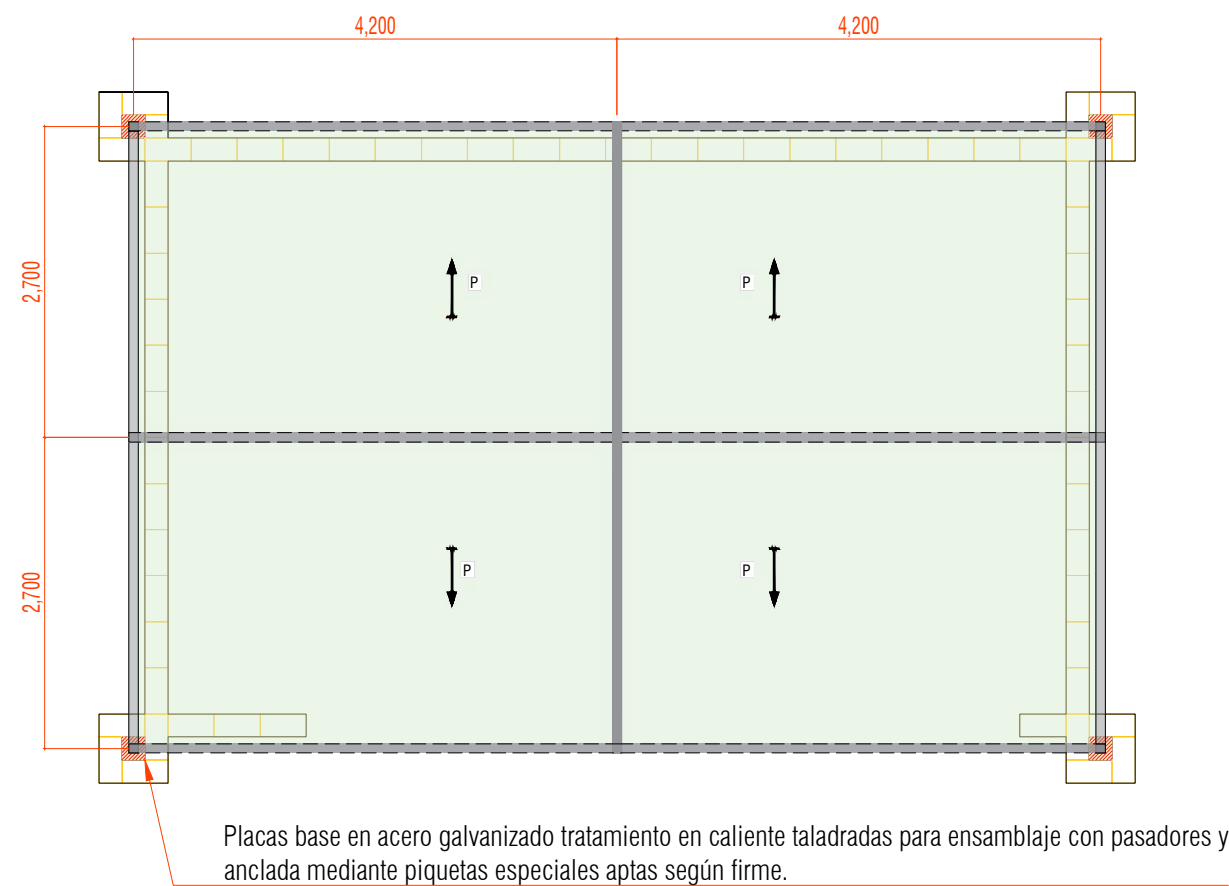 4,200
4,200
2,700
P
P
2,700
P
P
Placas base en acero galvanizado tratamiento en caliente taladradas para ensamblaje con pasadores y
anclada mediante piquetas especiales aptas según firme.